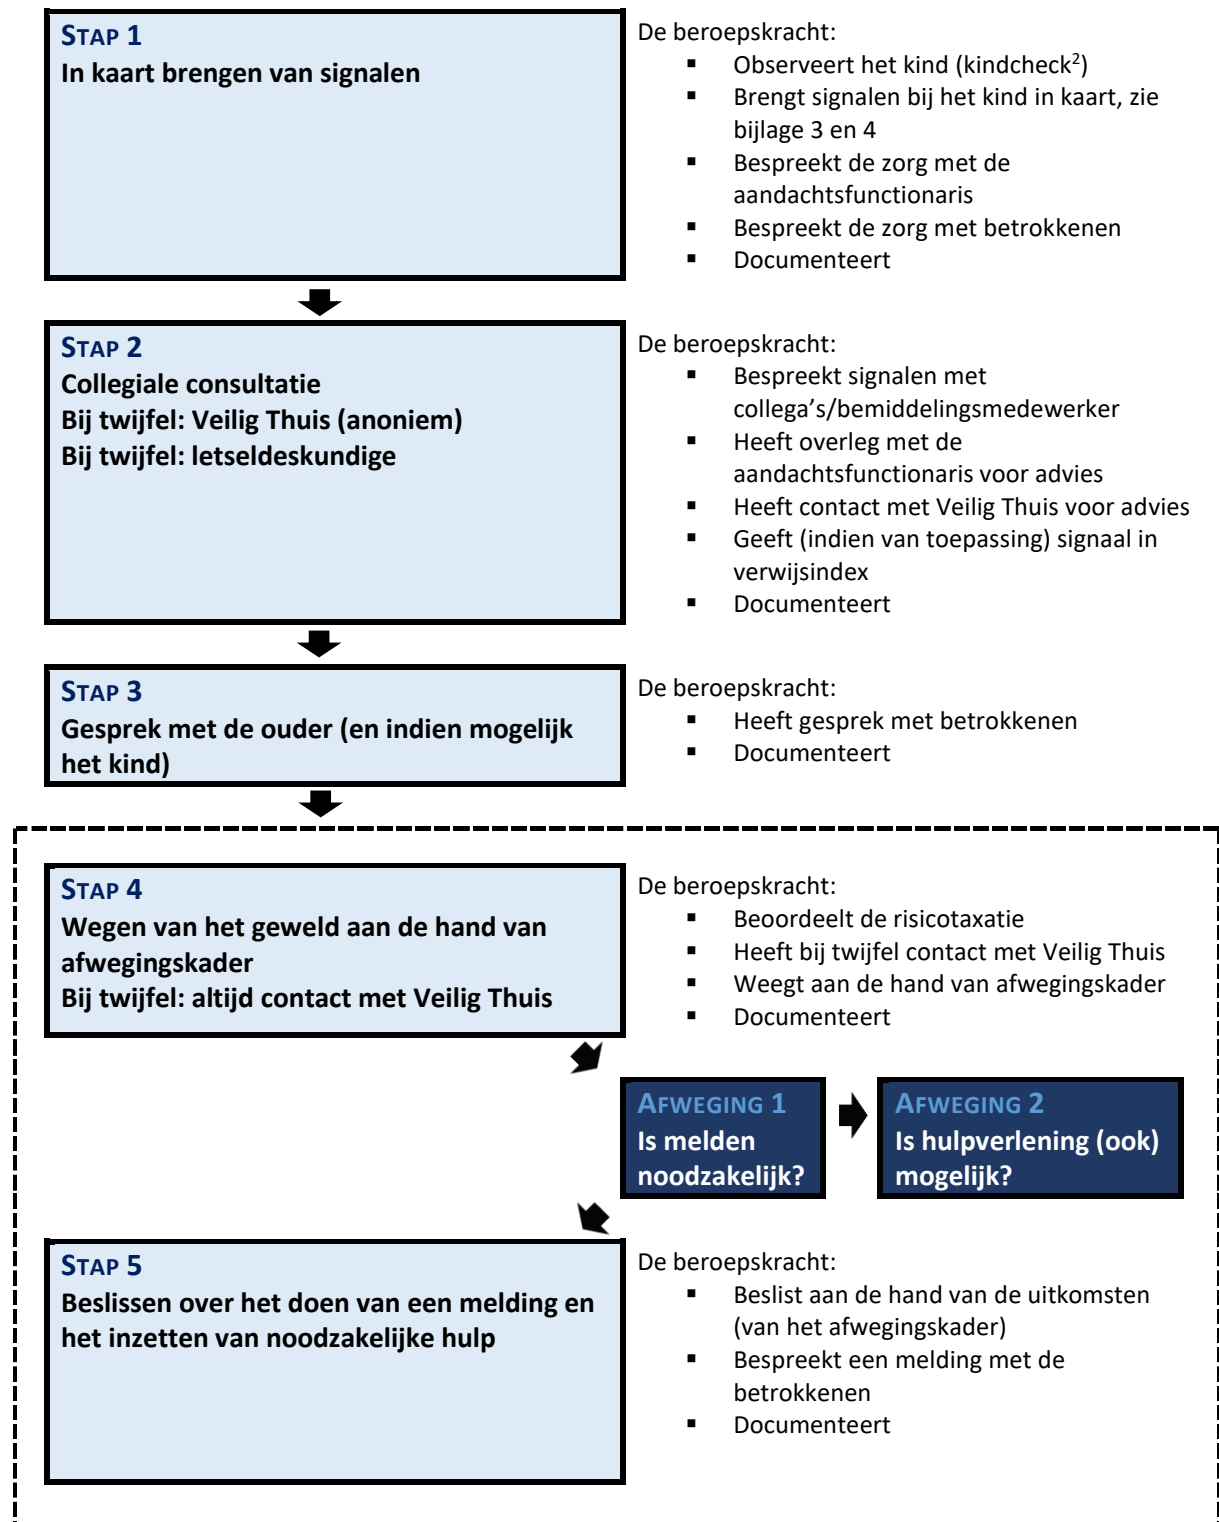 STAP 1
In kaart brengen van signalen
De beroepskracht:
▪ Observeert het kind (kindcheck²)
▪ Brengt signalen bij het kind in kaart, zie
bijlage 3 en 4
▪ Bespreekt de zorg met de
aandachtsfunctionaris
▪ Bespreekt de zorg met betrokkenen
▪ Documenteert
STAP 2
Collegiale consultatie
Bij twijfel: Veilig Thuis (anoniem)
Bij twijfel: letseldeskundige
De beroepskracht:
▪ Bespreekt signalen met
collega’s/bemiddelingsmedewerker
▪ Heeft overleg met de
aandachtsfunctionaris voor advies
▪ Heeft contact met Veilig Thuis voor advies
▪ Geeft (indien van toepassing) signaal in
verwijsindex
▪ Documenteert
STAP 3
Gesprek met de ouder (en indien mogelijk
het kind)
De beroepskracht:
▪ Heeft gesprek met betrokkenen
▪ Documenteert
STAP 4
Wegen van het geweld aan de hand van
afwegingskader
Bij twijfel: altijd contact met Veilig Thuis
De beroepskracht:
▪ Beoordeelt de risicotaxatie
▪ Heeft bij twijfel contact met Veilig Thuis
▪ Weegt aan de hand van afwegingskader
▪ Documenteert
AFWEGING 1
Is melden
noodzakelijk?
AFWEGING 2
Is hulpverlening (ook)
mogelijk?
STAP 5
Beslissen over het doen van een melding en
het inzetten van noodzakelijke hulp
De beroepskracht:
▪ Beslist aan de hand van de uitkomsten
(van het afwegingskader)
▪ Bespreekt een melding met de
betrokkenen
▪ Documenteert